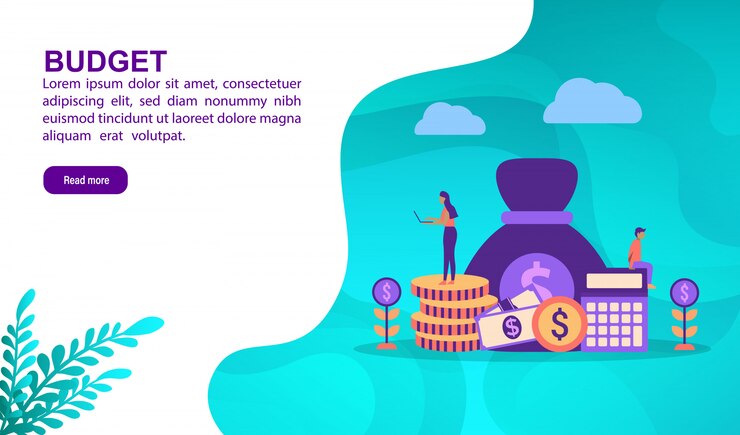 BUDGET
Lorem ipsum dolor sit amet, consectetuer
adipiscing elit, sed diam nonummy nibh
euismod tincidunt ut laoreet dolore magna
aliquam erat volutpat.
Read more
$
$
$
$
$